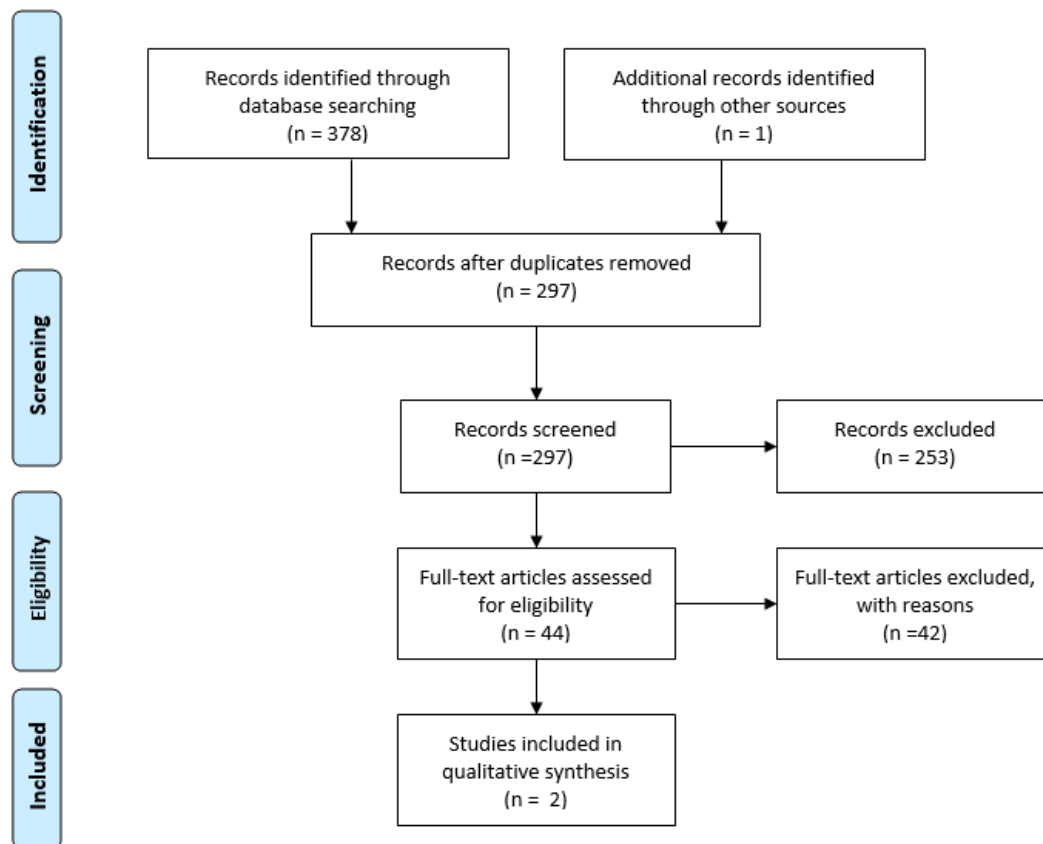 Identification
Records identified through
database searching
(n = 378)
Additional records identified
through other sources
(n = 1)
Records after duplicates removed
(n = 297)
Screening
Records screened
(n =297)
Records excluded
(n = 253)
Eligibility
Full-text articles assessed
for eligibility
(n = 44)
Full-text articles excluded,
with reasons
(n =42)
Included
Studies included in
qualitative synthesis
(n =  2)